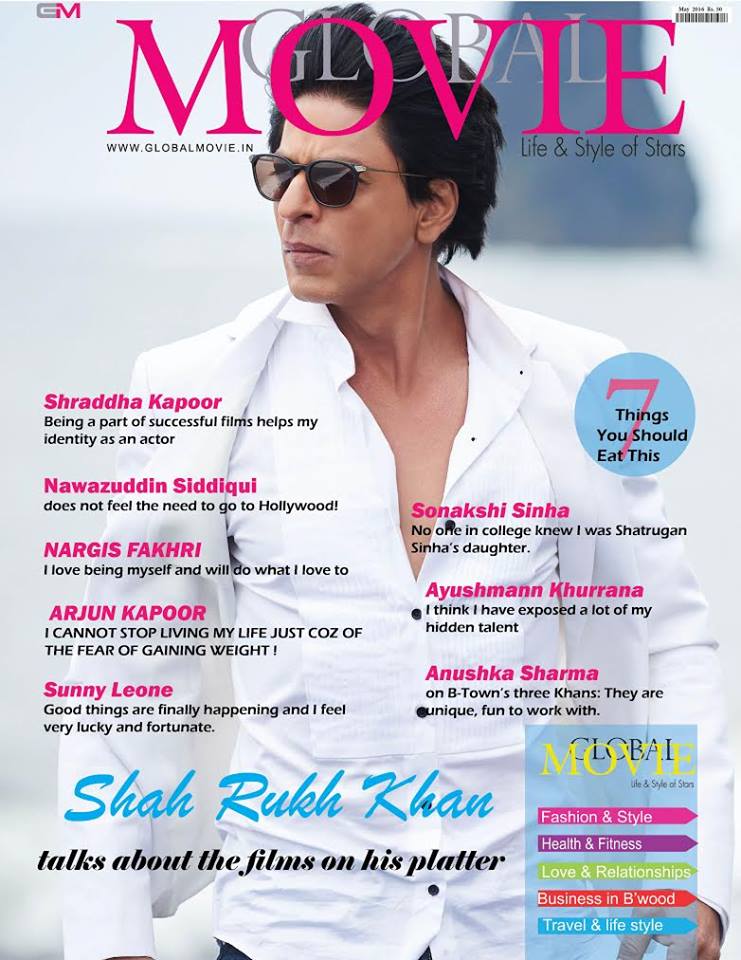 GM
May 2016 Rs. 50
GLOBAL
MOVIE
WWW.GLOBALMOVIE.IN
Life & Style of Stars
Shraddha Kapoor
Being a part of successful films helps my
identity as an actor
7
Things
You Should
Eat This
Nawazuddin Siddiqui
does not feel the need to go to Hollywood!
NARGIS FAKHRI
I love being myself and will do what I love to
ARJUN KAPOOR
I CANNOT STOP LIVING MY LIFE JUST COZ OF
THE FEAR OF GAINING WEIGHT !
Sunny Leone
Good things are finally happening and I feel
very lucky and fortunate.
Sonakshi Sinha
No one in college knew I was Shatrugan
Sinha's daughter.
Ayushmann Khurrana
I think I have exposed a lot of my
hidden talent
Anushka Sharma
on B-Town's three Khans: They are
unique, fun to work with.
Shah Rukh Khan
talks about the films on his platter
GLOBAL
MOVIE
Life & Style of Stars
Fashion & Style
Health & Fitness
Love & Relationships
Business in B'wood
Travel & life style